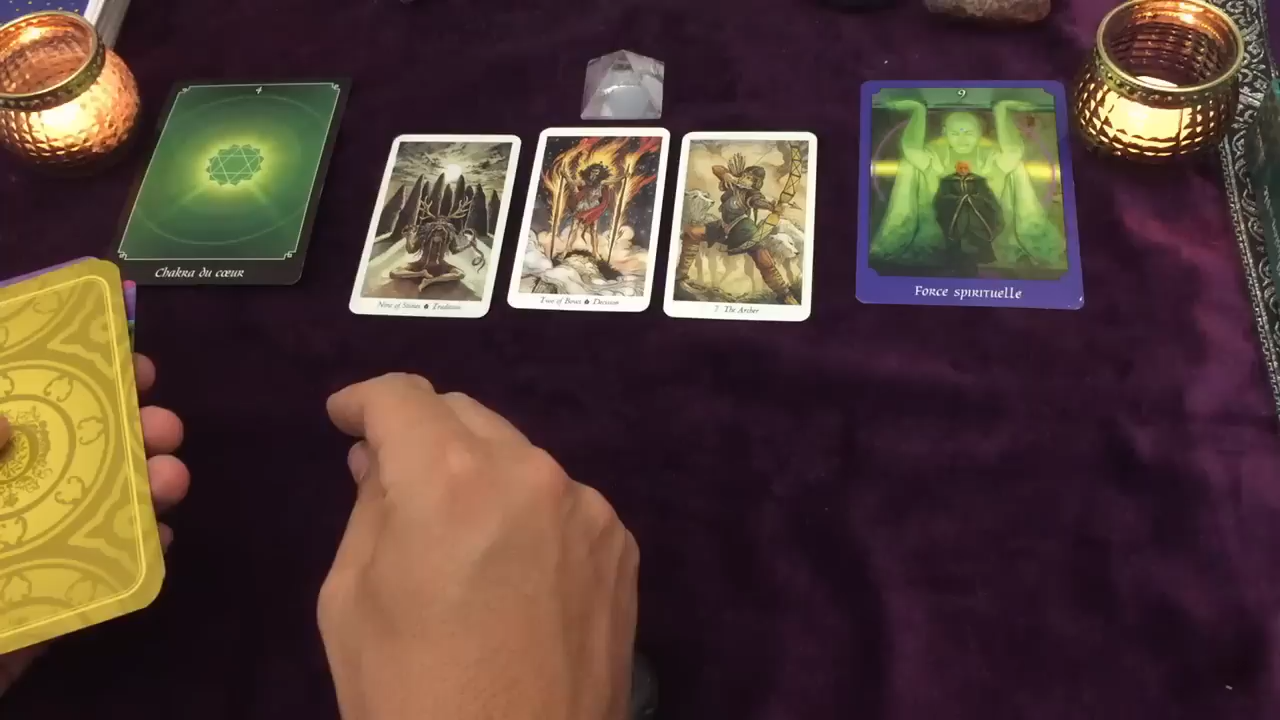 4
Chakra du cœur
Nine of Stones Tradition
Two of Bows Decision
7 The Archer
9
Force spirituelle